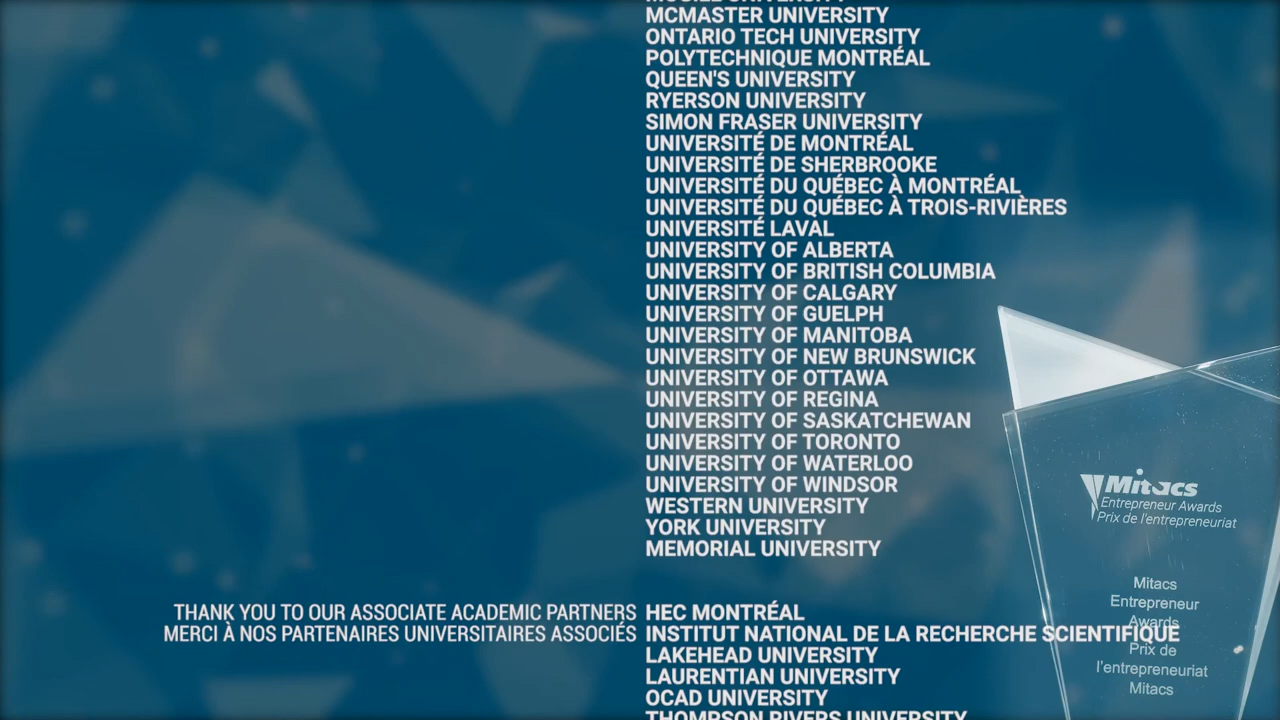 MCGILL UNIVERSITY
MCMASTER UNIVERSITY
ONTARIO TECH UNIVERSITY
POLYTECHNIQUE MONTRÉAL
QUEEN'S UNIVERSITY
RYERSON UNIVERSITY
SIMON FRASER UNIVERSITY
UNIVERSITÉ DE MONTRÉAL
UNIVERSITÉ DE SHERBROOKE
UNIVERSITÉ DU QUÉBEC À MONTRÉAL
UNIVERSITÉ DU QUÉBEC À TROIS-RIVIÈRES
UNIVERSITÉ LAVAL
UNIVERSITY OF ALBERTA
UNIVERSITY OF BRITISH COLUMBIA
UNIVERSITY OF CALGARY
UNIVERSITY OF GUELPH
UNIVERSITY OF MANITOBA
UNIVERSITY OF NEW BRUNSWICK
UNIVERSITY OF OTTAWA
UNIVERSITY OF REGINA
UNIVERSITY OF SASKATCHEWAN
UNIVERSITY OF TORONTO
UNIVERSITY OF WATERLOO
UNIVERSITY OF WINDSOR
WESTERN UNIVERSITY
YORK UNIVERSITY
MEMORIAL UNIVERSITY
THANK YOU TO OUR ASSOCIATE ACADEMIC PARTNERS HEC MONTRÉAL
MERCI À NOS PARTENAIRES UNIVERSITAIRES ASSOCIÉS INSTITUT NATIONAL DE LA RECHERCHE SCIENTIFIQUE
LAKEHEAD UNIVERSITY
LAURENTIAN UNIVERSITY
OCAD UNIVERSITY
THOMPSON RIVERS UNIVERSITY
Mitacs
Entrepreneur Awards
Prix de l'entrepreneuriat
Mitacs
Entrepreneur
Awards
Prix de
l'entrepreneuriat
Mitacs